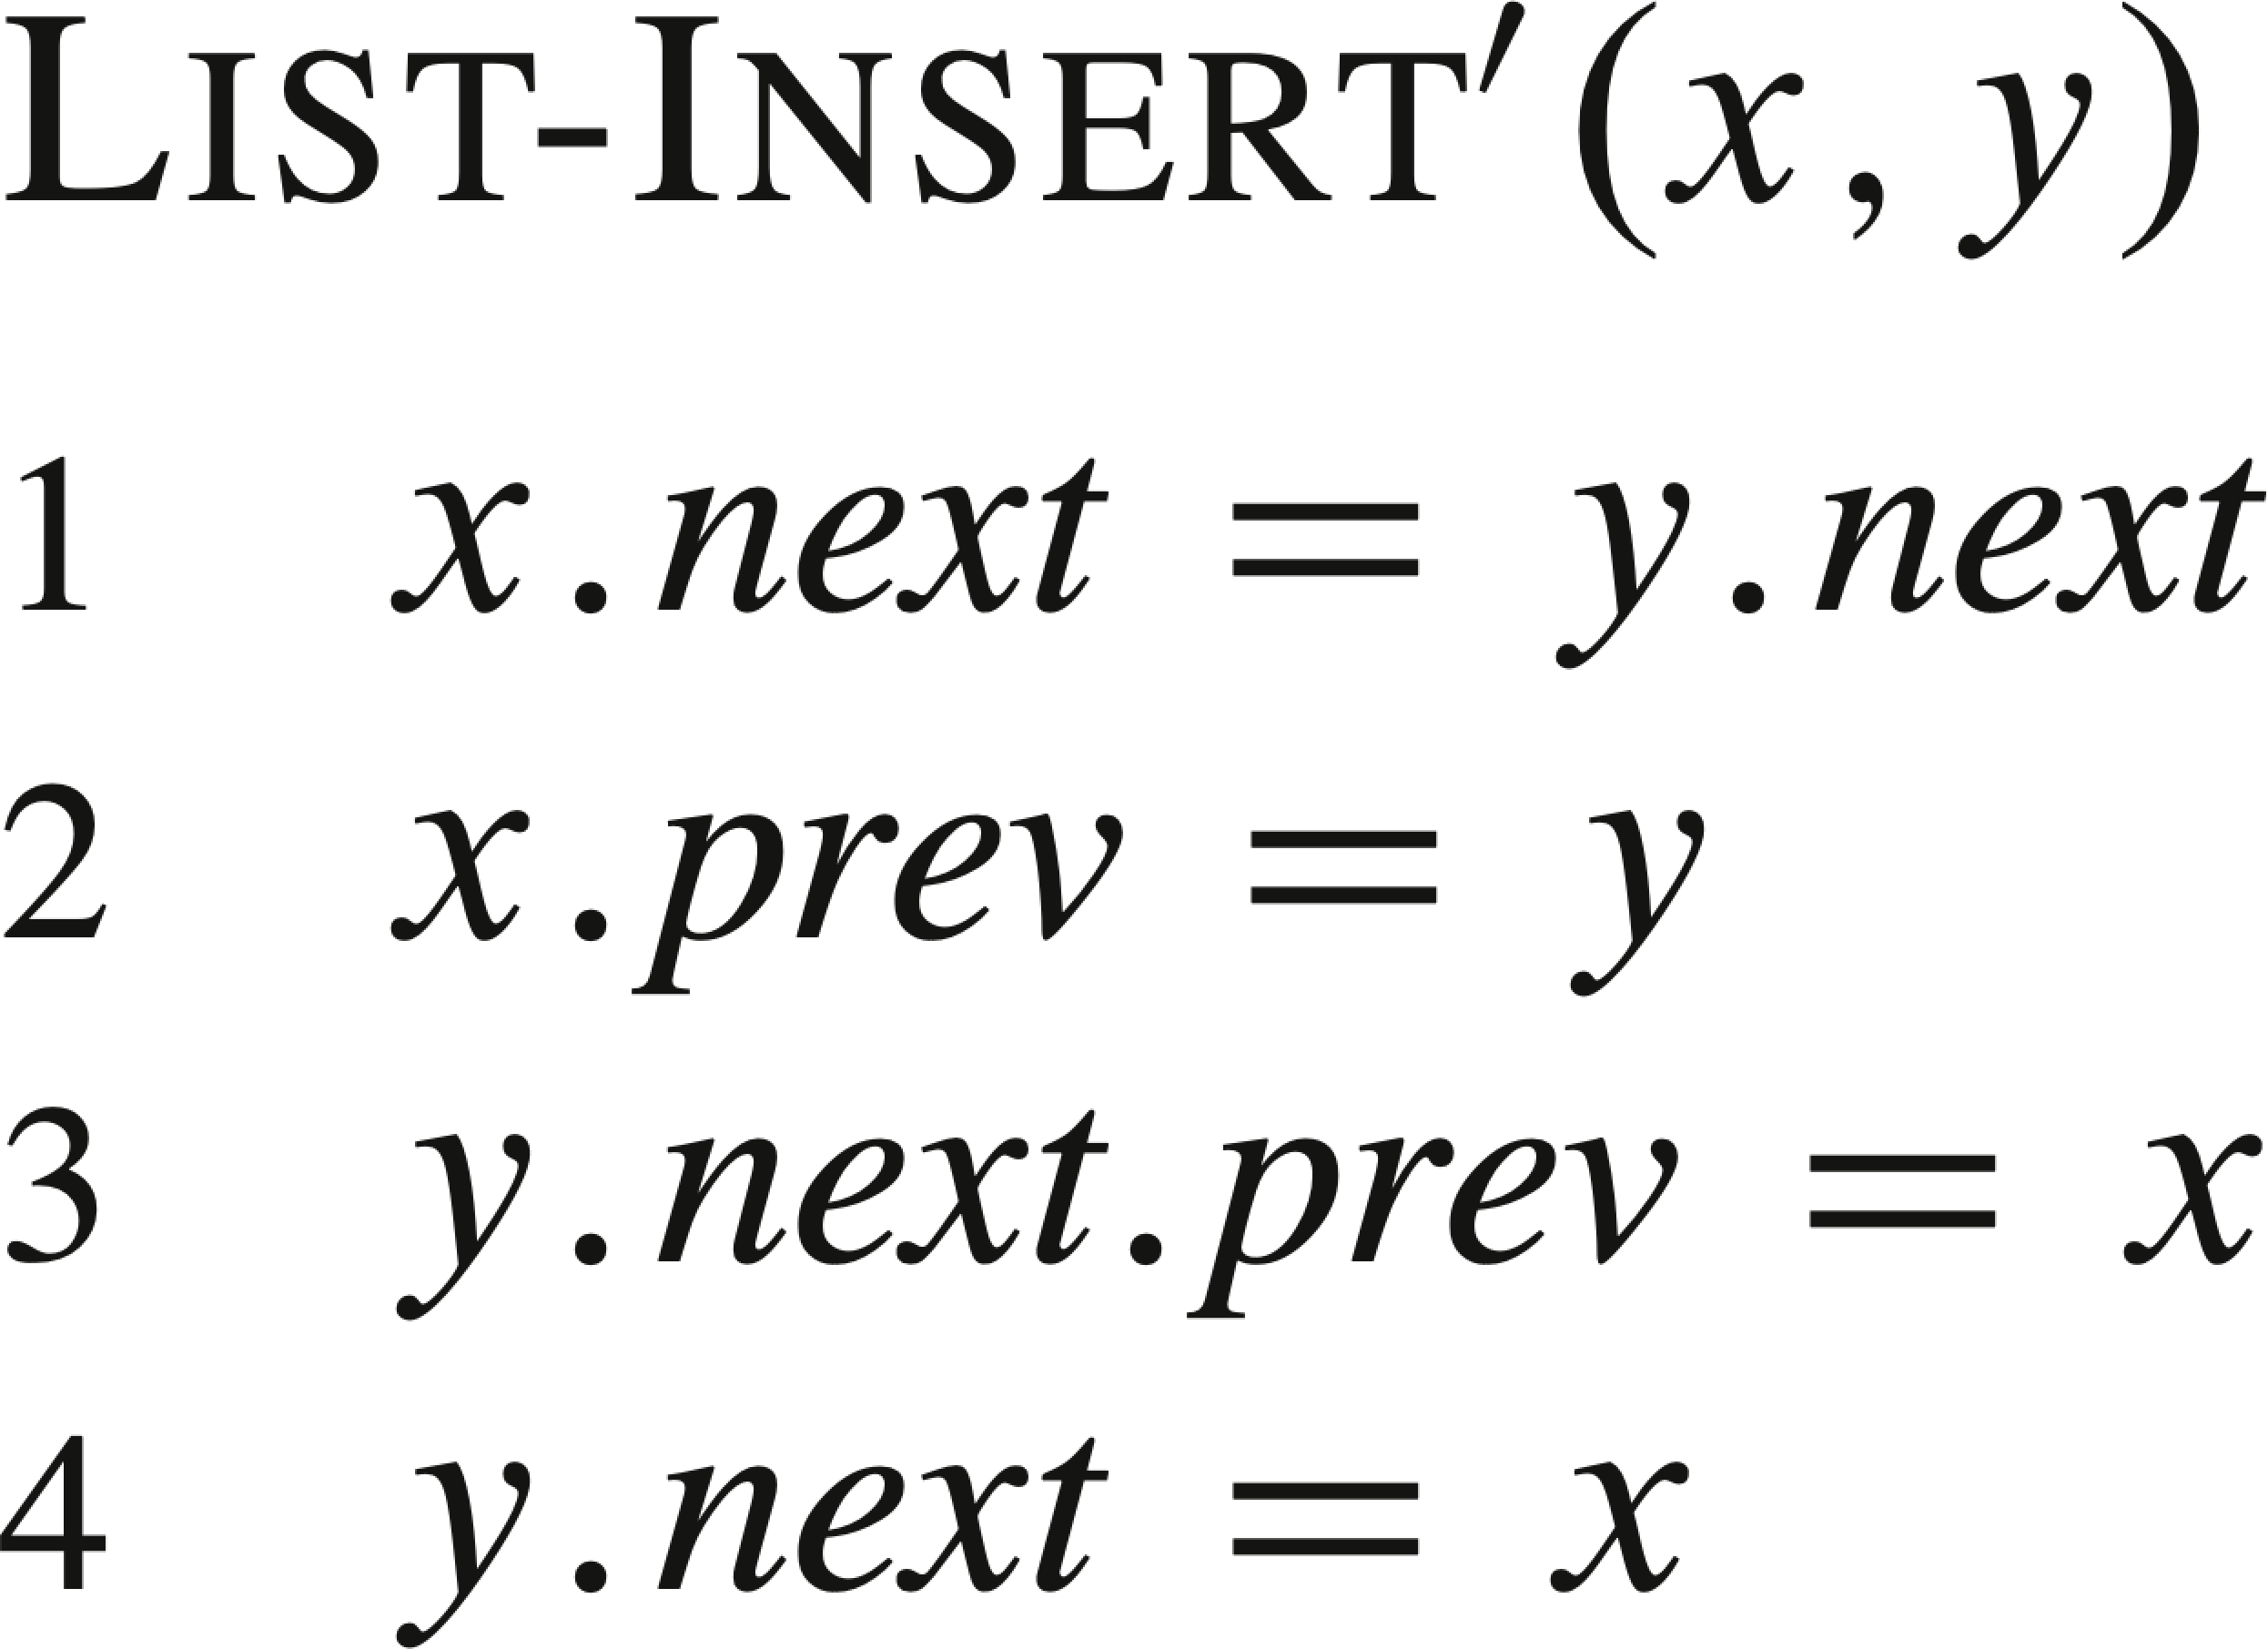 LIST-INSERT′(x, y)
1 x.next = y.next
2 x.prev = y
3 y.next.prev = x
4 y.next = x